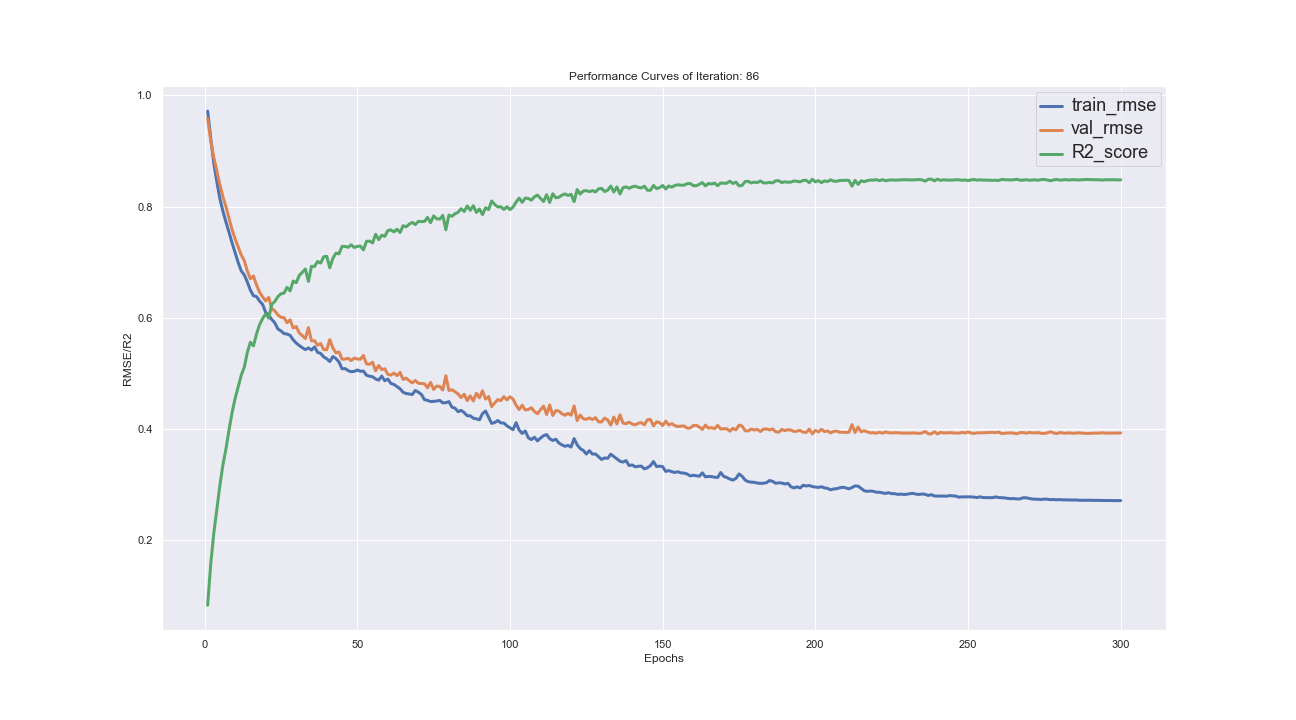 Performance Curves of Iteration: 86
1.0
0.8
0.6
0.4
0.2
RMSE/R2
train_rmse
val_rmse
R2_score
0 50 100 150 200 250 300
Epochs